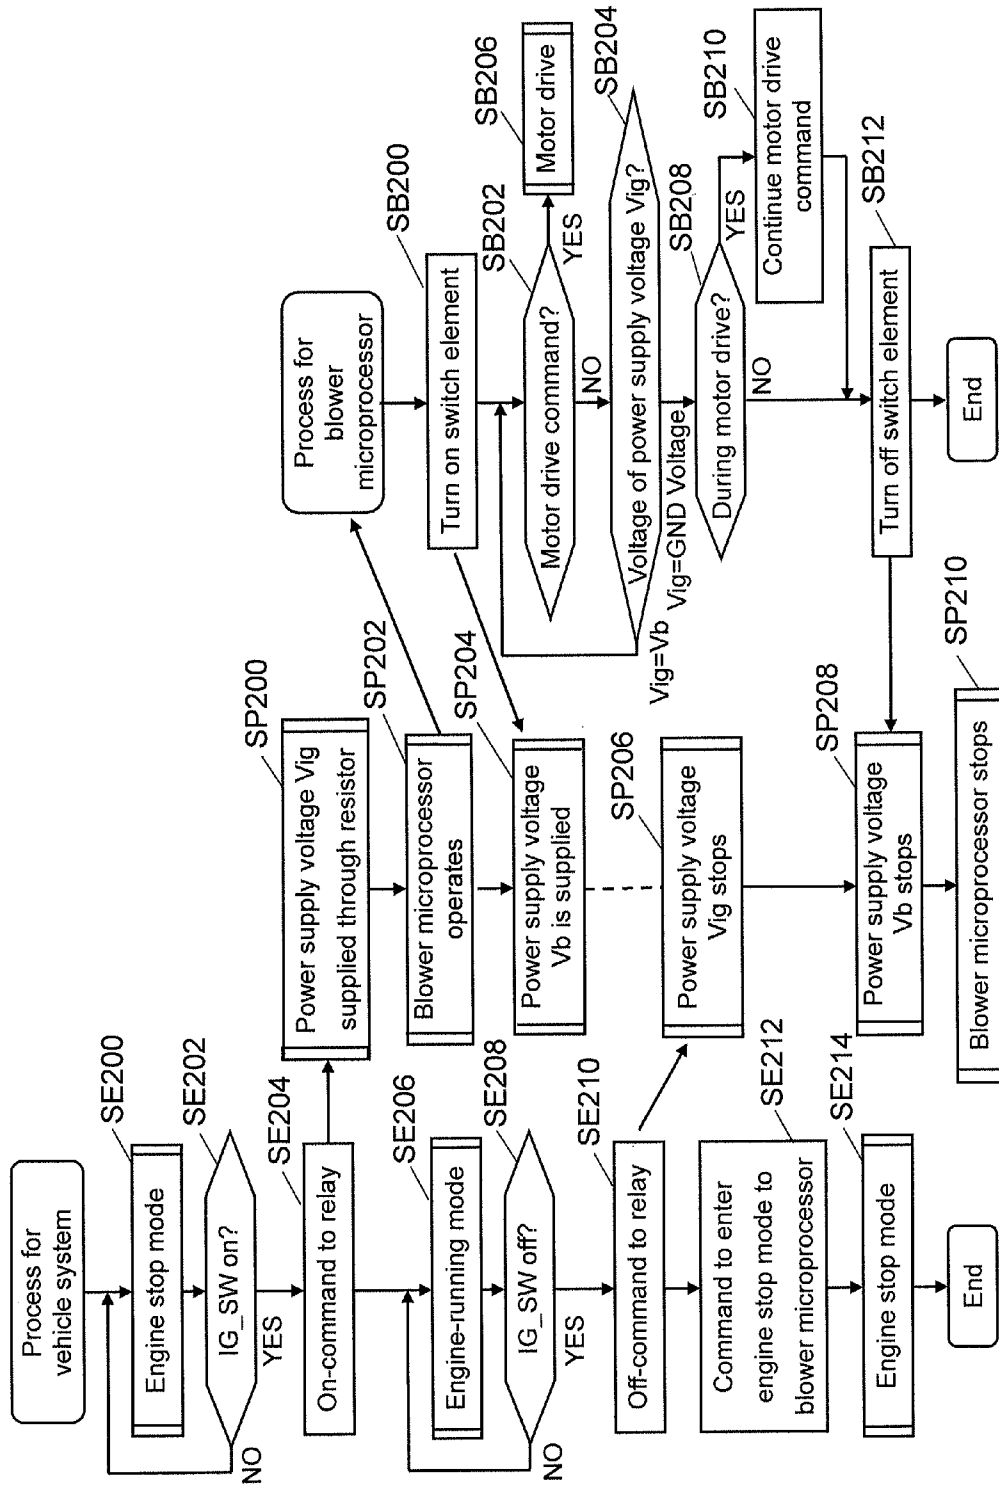 Process for
vehicle system
SE200
Engine stop mode
SE202
IG_SW on?
NO
YES
SE204
On-command to relay
SE206
Engine-running mode
SE208
IG_SW off?
NO
YES
SE210
Off-command to relay
SE212
Command to enter
engine stop mode to
blower microprocessor
SE214
Engine stop mode
End
SP200
Power supply voltage Vig
supplied through resistor
SP202
Blower microprocessor
operates
SP204
Power supply voltage
Vb is supplied
SP206
Power supply voltage
Vig stops
SP208
Power supply voltage
Vb stops
SP210
Blower microprocessor stops
Process for
blower
microprocessor
SB200
Turn on switch element
SB202
Motor drive command?
YES
NO
SB206
Motor drive
SB204
Voltage of power supply voltage Vig?
Vig=Vb
Vig=GND Voltage
SB208
During motor drive?
YES
NO
SB210
Continue motor drive
command
SB212
Turn off switch element
End